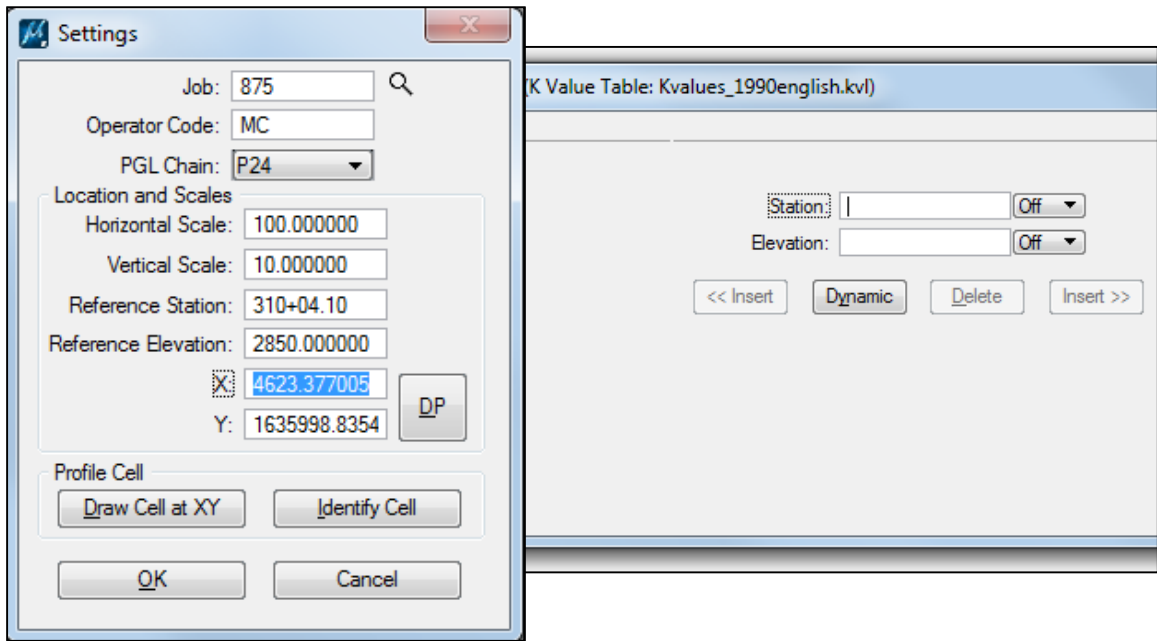 Settings
Job: 875
Operator Code: MC
PGL Chain: P24
Location and Scales
Horizontal Scale: 100.000000
Vertical Scale: 10.000000
Reference Station: 310+04.10
Reference Elevation: 2850.000000
X: 4623.377005
Y: 1635998.8354
DP
Profile Cell
Draw Cell at XY Identify Cell
OK Cancel
(K Value Table: Kvalues_1990english.kvl)
Station: Off
Elevation: Off
<< Insert Dynamic Delete Insert >>